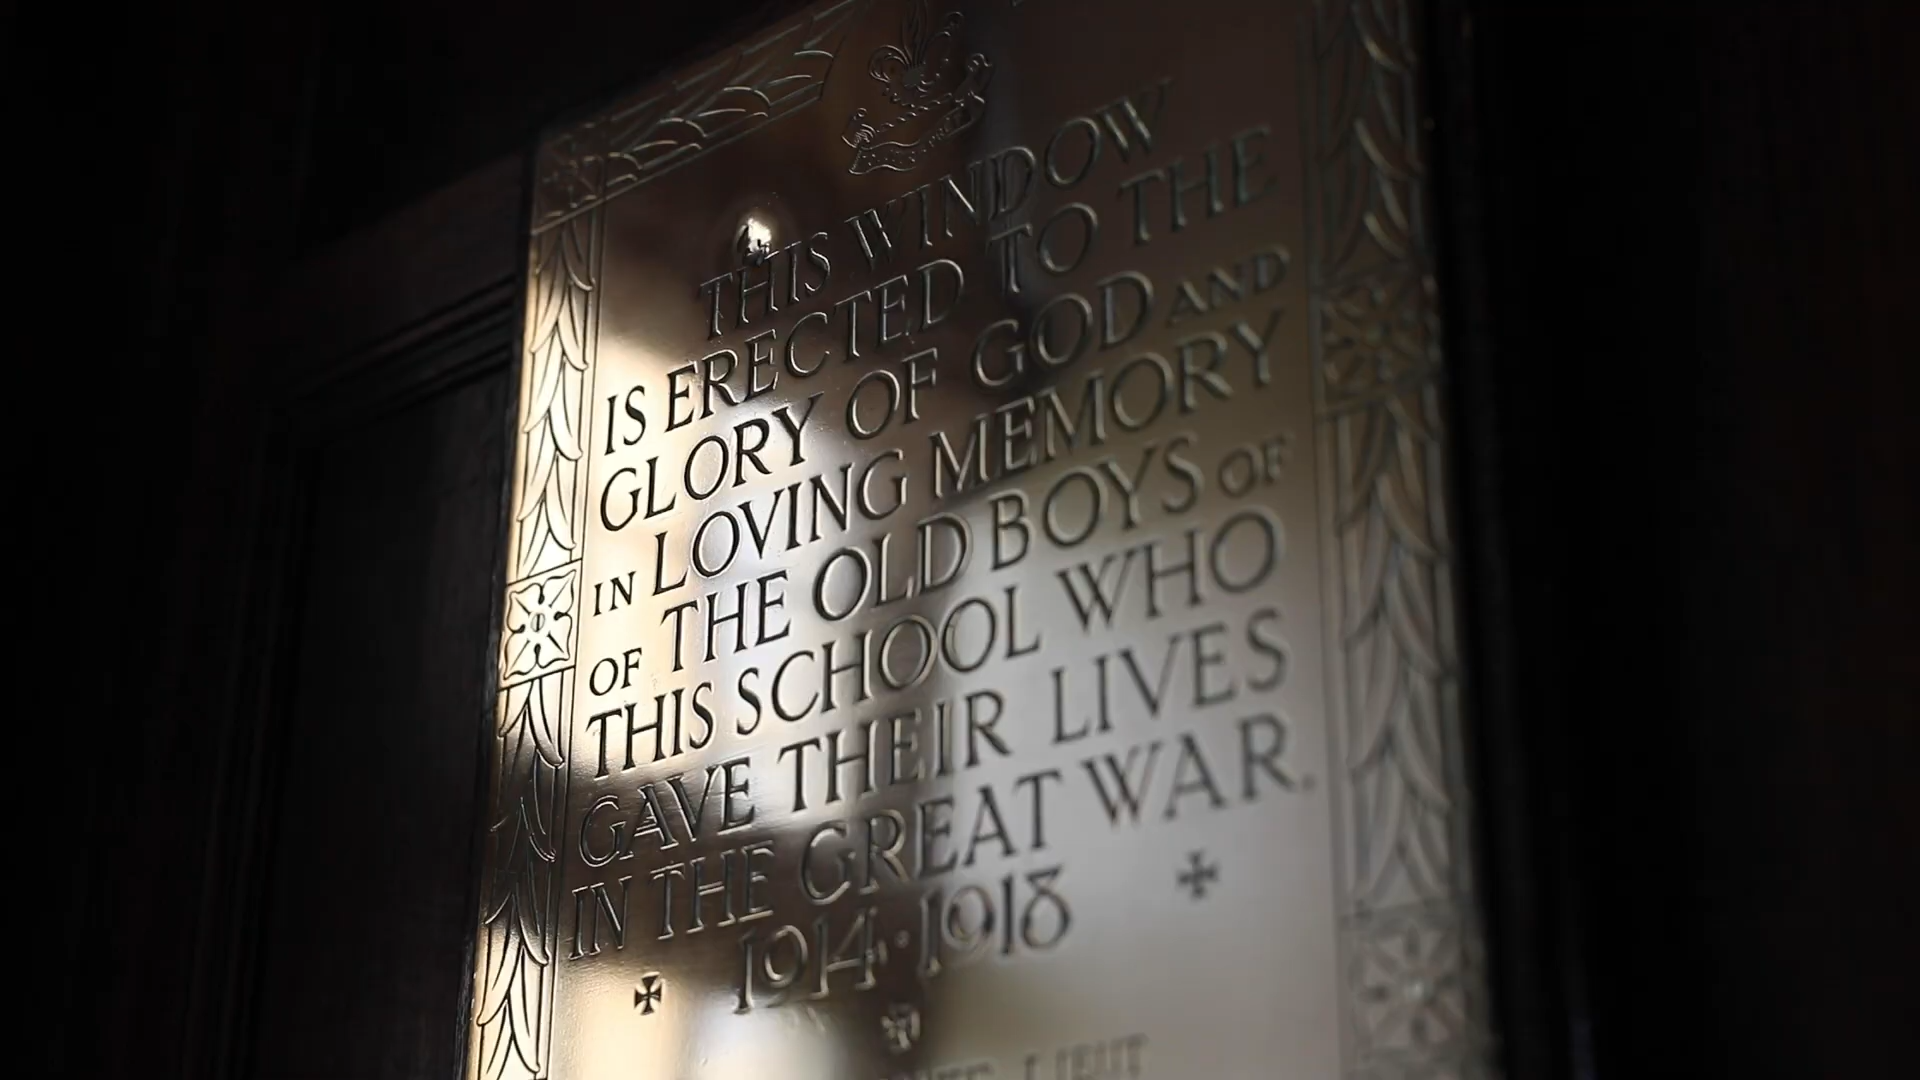 THIS WINDOW
IS ERECTED TO THE
GLORY OF GOD AND
IN LOVING MEMORY
OF THE OLD BOYS OF
THIS SCHOOL WHO
GAVE THEIR LIVES
IN THE GREAT WAR.
1914·1918
LIEUT